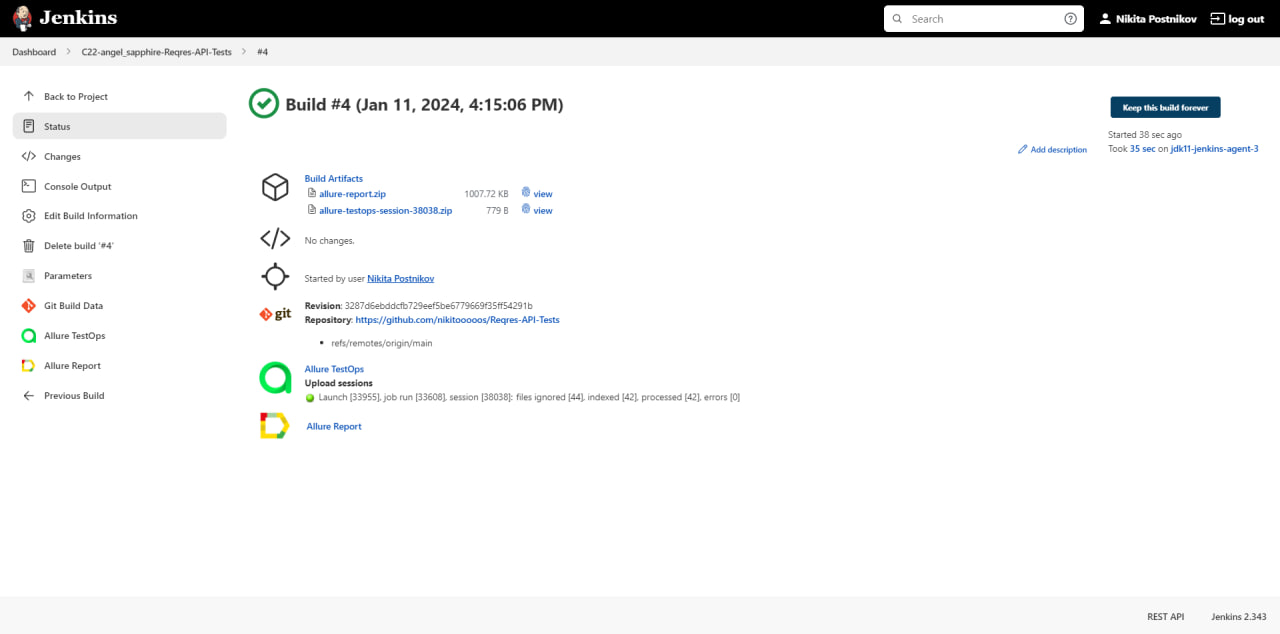 Jenkins
Search
Nikita Postnikov
log out
Dashboard
C22-angel_sapphire-Reqres-API-Tests
#4
Back to Project
Status
Changes
Console Output
Edit Build Information
Delete build '#4'
Parameters
Git Build Data
Allure TestOps
Allure Report
Previous Build
Build #4 (Jan 11, 2024, 4:15:06 PM)
Keep this build forever
Add description
Started 38 sec ago
Took 35 sec on jdk11-jenkins-agent-3
Build Artifacts
allure-report.zip 1007.72 KB view
allure-testops-session-38038.zip 779 B view
No changes.
Started by user Nikita Postnikov
git
Revision: 3287d6ebddcfb729eef5be6779669f35ff54291b
Repository: https://github.com/nikitooooos/Reqres-API-Tests
• refs/remotes/origin/main
Allure TestOps
Upload sessions
Launch [33955], job run [33608], session [38038]: files ignored [44], indexed [42], processed [42], errors [0]
Allure Report
REST API
Jenkins 2.343